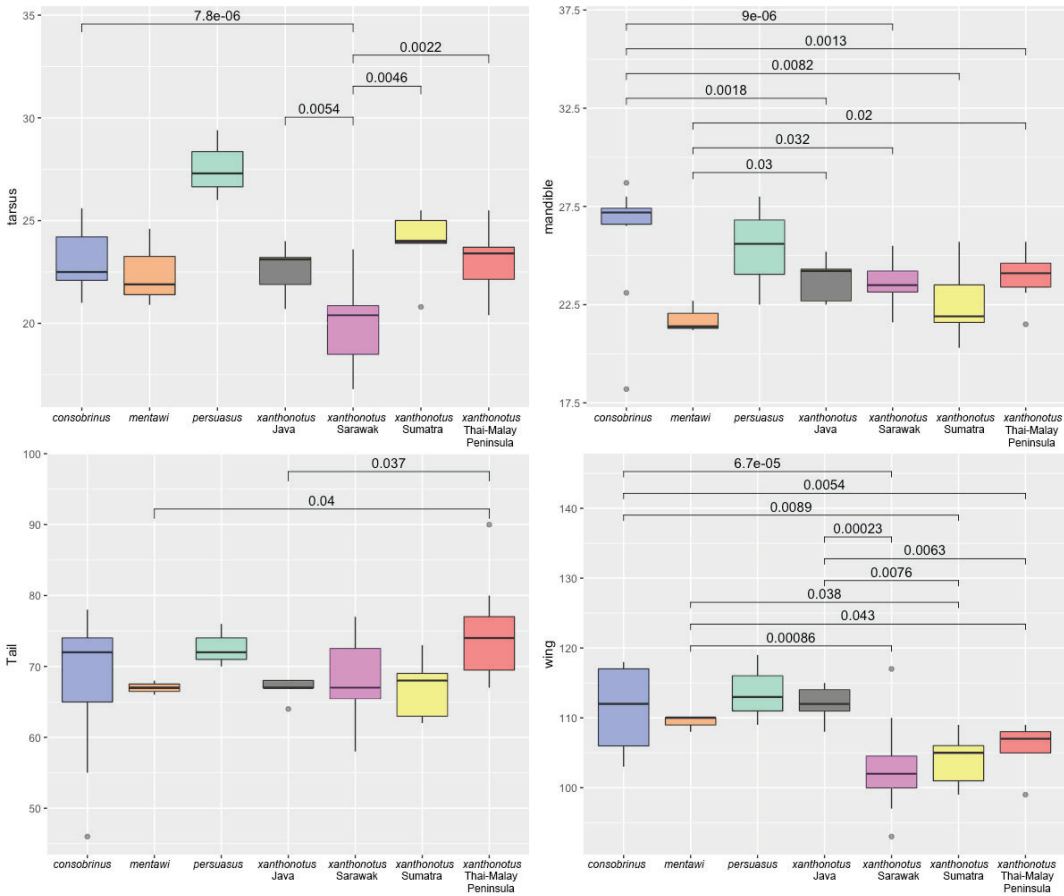 35
30
25
20
tarsus
7.8e-06
0.0022
0.0046
0.0054
consobrinus
mentawi
persuasus
xanthonotus
Java
xanthonotus
Sarawak
xanthonotus
Sumatra
xanthonotus
Thai-Malay
Peninsula
37.5
32.5
27.5
22.5
17.5
mandible
9e-06
0.0013
0.0082
0.0018
0.02
0.032
0.03
consobrinus
mentawi
persuasus
xanthonotus
Java
xanthonotus
Sarawak
xanthonotus
Sumatra
xanthonotus
Thai-Malay
Peninsula
100
90
80
70
60
50
Tail
0.037
0.04
consobrinus
mentawi
persuasus
xanthonotus
Java
xanthonotus
Sarawak
xanthonotus
Sumatra
xanthonotus
Thai-Malay
Peninsula
140
130
120
110
100
wing
6.7e-05
0.0054
0.0089
0.00023
0.0063
0.0076
0.038
0.043
0.00086
consobrinus
mentawi
persuasus
xanthonotus
Java
xanthonotus
Sarawak
xanthonotus
Sumatra
xanthonotus
Thai-Malay
Peninsula